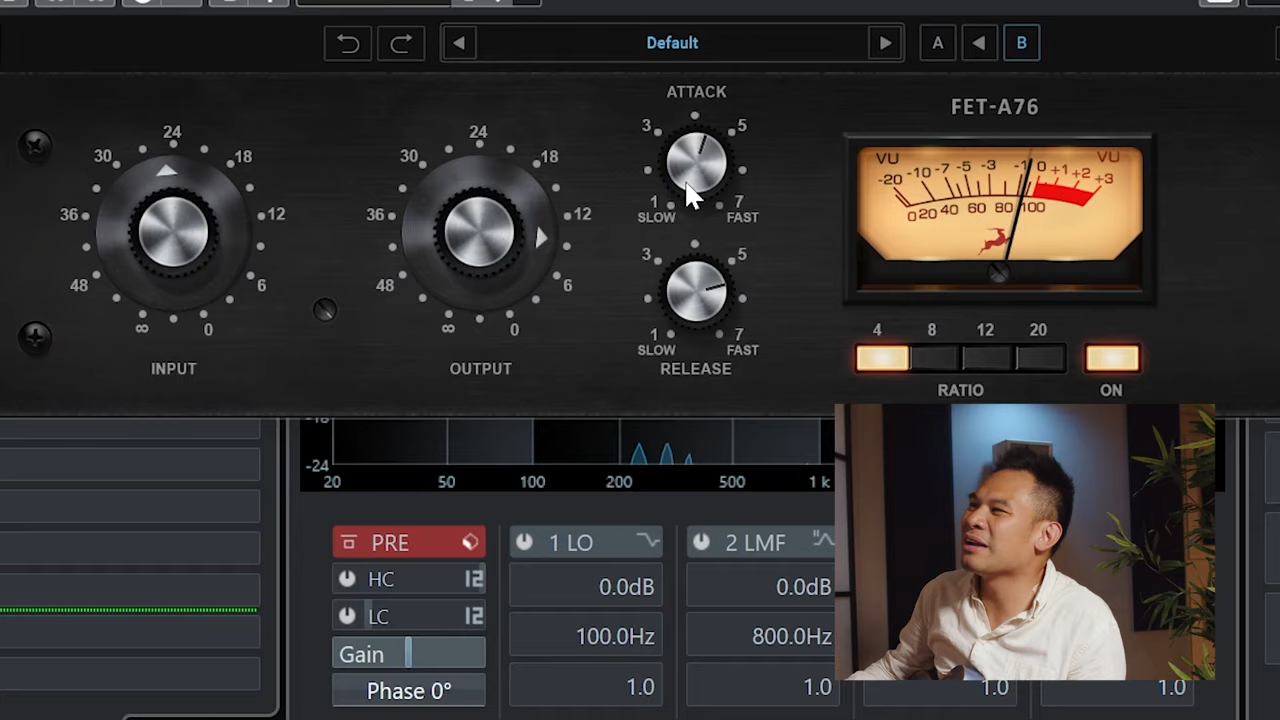 Default
A
B
ATTACK
3
5
1
7
SLOW
FAST
24
30
18
36
12
48
6
∞
0
INPUT
24
30
18
36
12
48
6
∞
0
OUTPUT
3
5
1
7
SLOW
FAST
RELEASE
FET-A76
VU
VU
-20 -10 -7 -5 -3 -1 0 +1 +2 +3
0 20 40 60 80 100
4 8 12 20
RATIO
ON
-18
-24
20 50 100 200 500 1 k
PRE
1 LO
2 LMF
HC 12
0.0dB
0.0dB
LC 12
100.0Hz
800.0Hz
Gain
Phase 0°
1.0
1.0
1.0
1.0